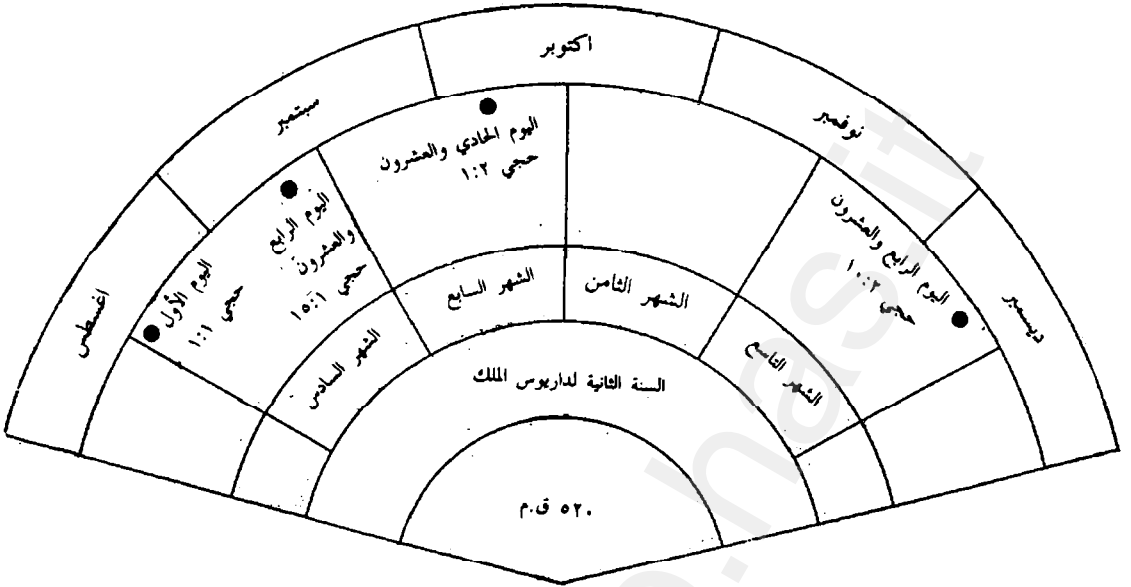 اكتوبر
سبتمبر
نوفمبر
اغسطس
ديسمبر
اليوم الحادي والعشرون
حجي ١:٢
اليوم الرابع
والعشرون
حجي ١٥:١
اليوم الأول
حجي ١:١
اليوم الرابع والعشرون
حجي ١٠:٢
الشهر السادس
الشهر السابع
الشهر الثامن
الشهر التاسع
السنة الثانية لداريوس الملك
٥٢٠ ق.م